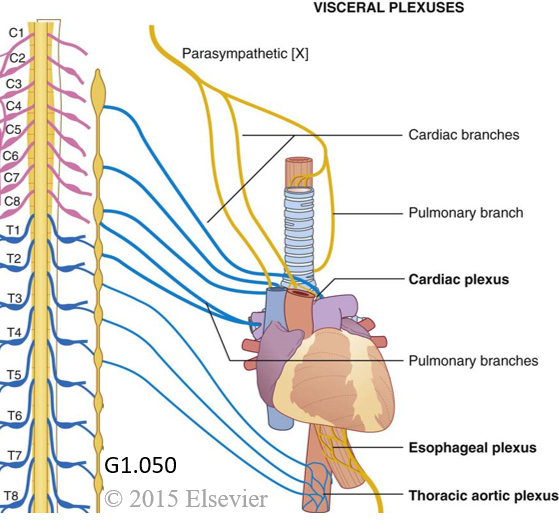 VISCERAL PLEXUSES
C1
Parasympathetic [X]
C2
C3
C4
C5
Cardiac branches
C6
C7
C8
Pulmonary branch
T1
T2
Cardiac plexus
T3
T4
Pulmonary branches
T5
T6
Esophageal plexus
T7
G1.050
T8
© 2015 Elsevier
Thoracic aortic plexus